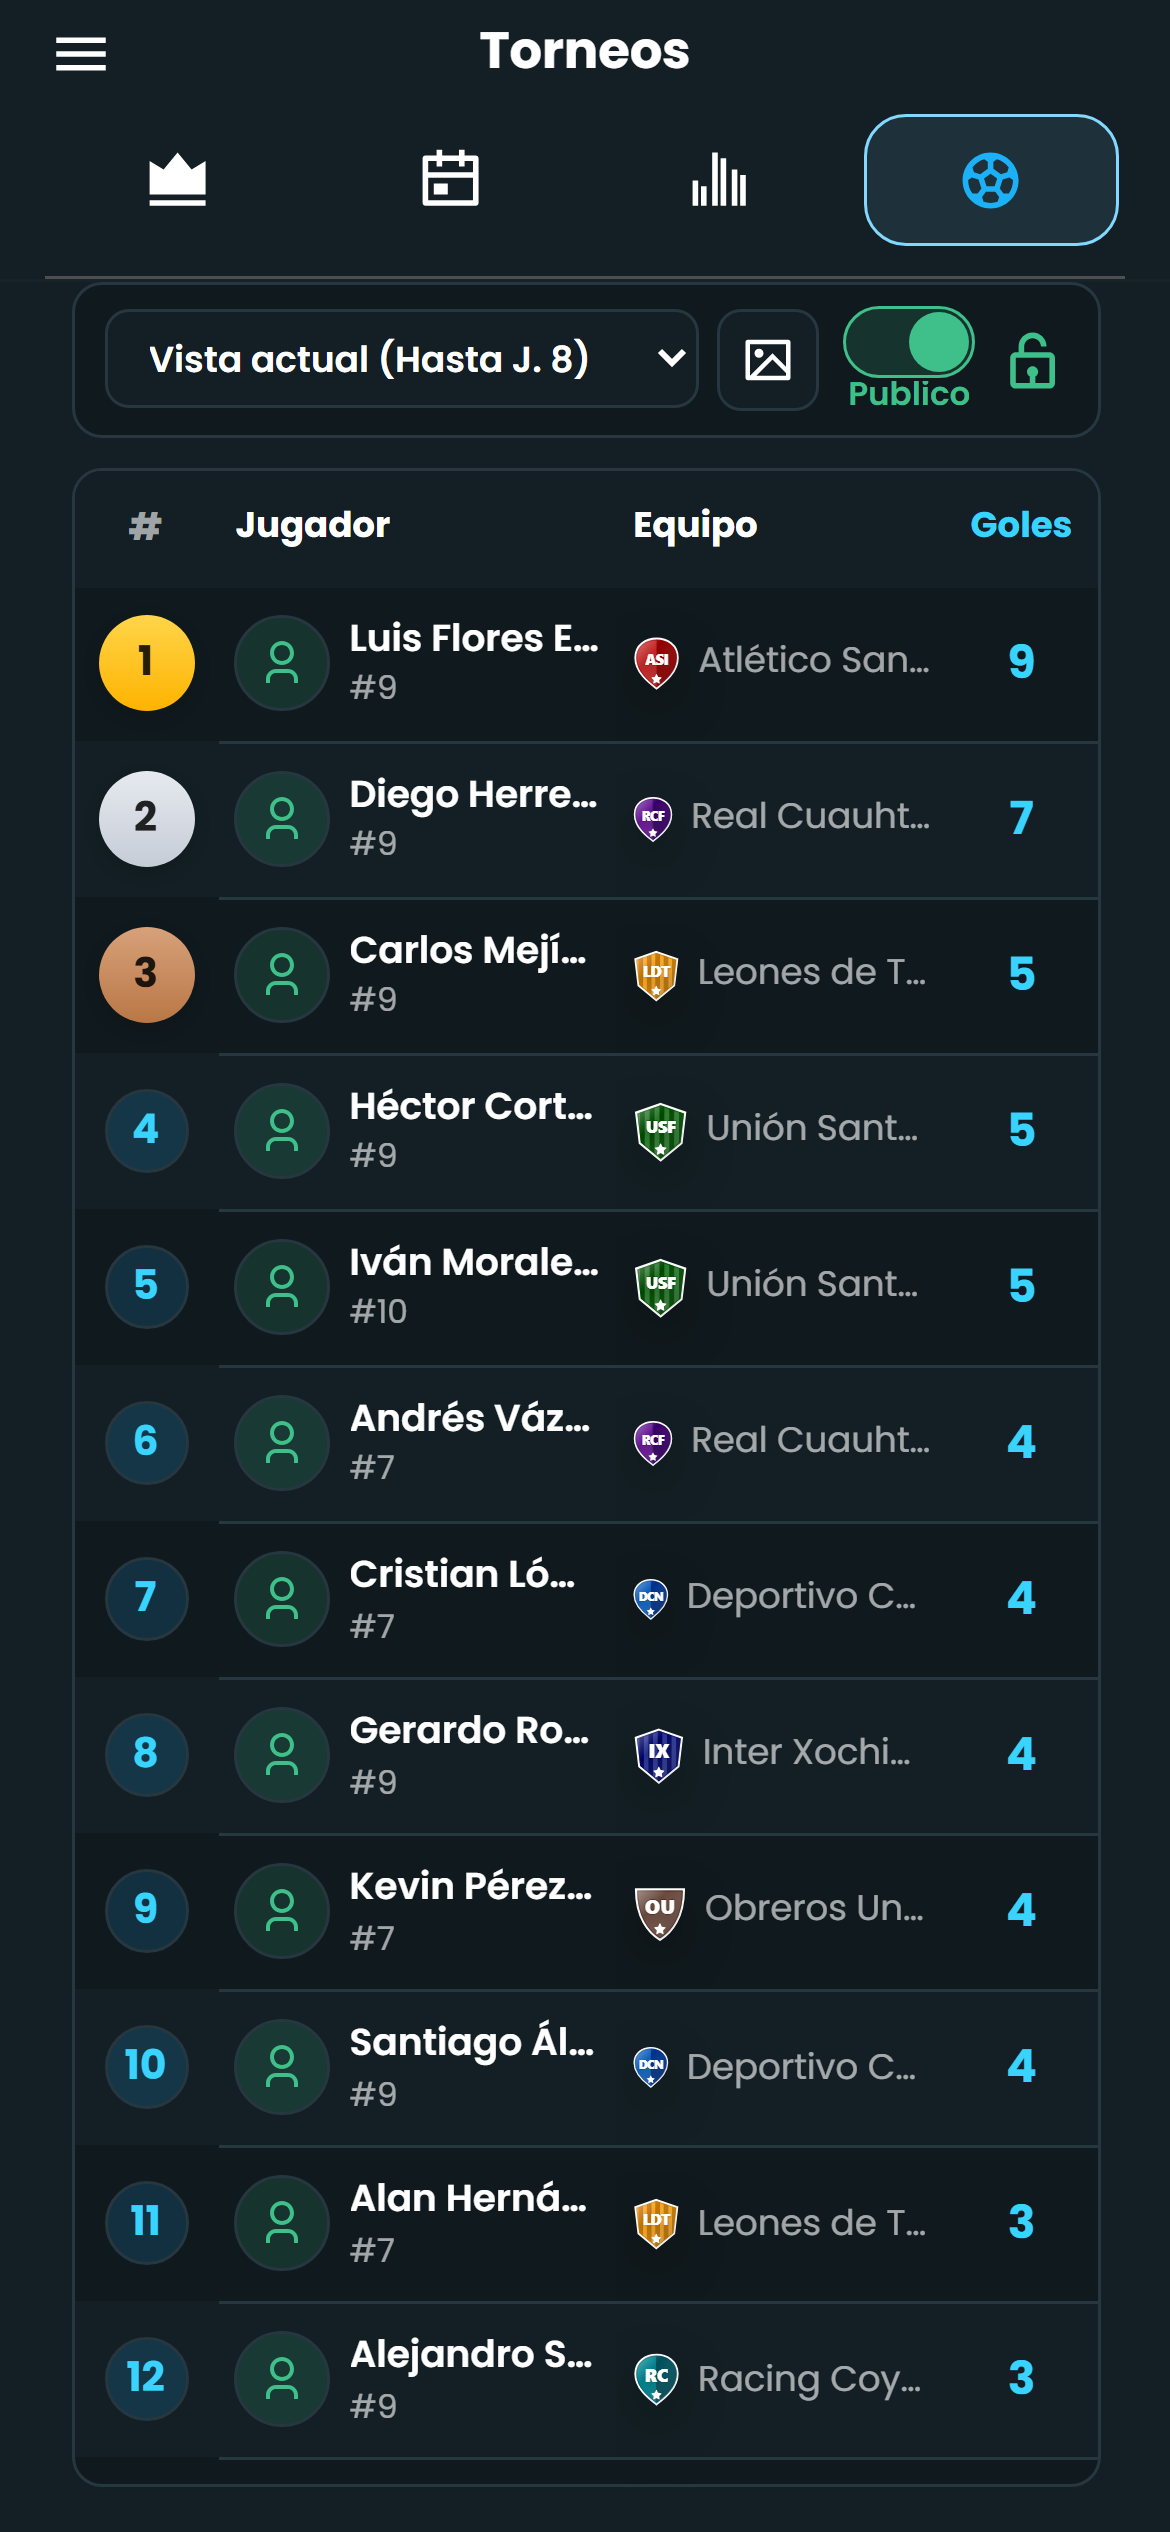 Torneos
Vista actual (Hasta J. 8)
Publico
# Jugador Equipo Goles
1 Luis Flores E... ASI Atlético San... 9
#9
2 Diego Herre... RCF Real Cuauht... 7
#9
3 Carlos Mejí... LDT Leones de T... 5
#9
4 Héctor Cort... USF Unión Sant... 5
#9
5 Iván Morale... USF Unión Sant... 5
#10
6 Andrés Váz... RCF Real Cuauht... 4
#7
7 Cristian Ló... DCN Deportivo C... 4
#7
8 Gerardo Ro... IX Inter Xochi... 4
#9
9 Kevin Pérez... OU Obreros Un... 4
#7
10 Santiago Ál... DCN Deportivo C... 4
#9
11 Alan Herná... LDT Leones de T... 3
#7
12 Alejandro S... RC Racing Coy... 3
#9